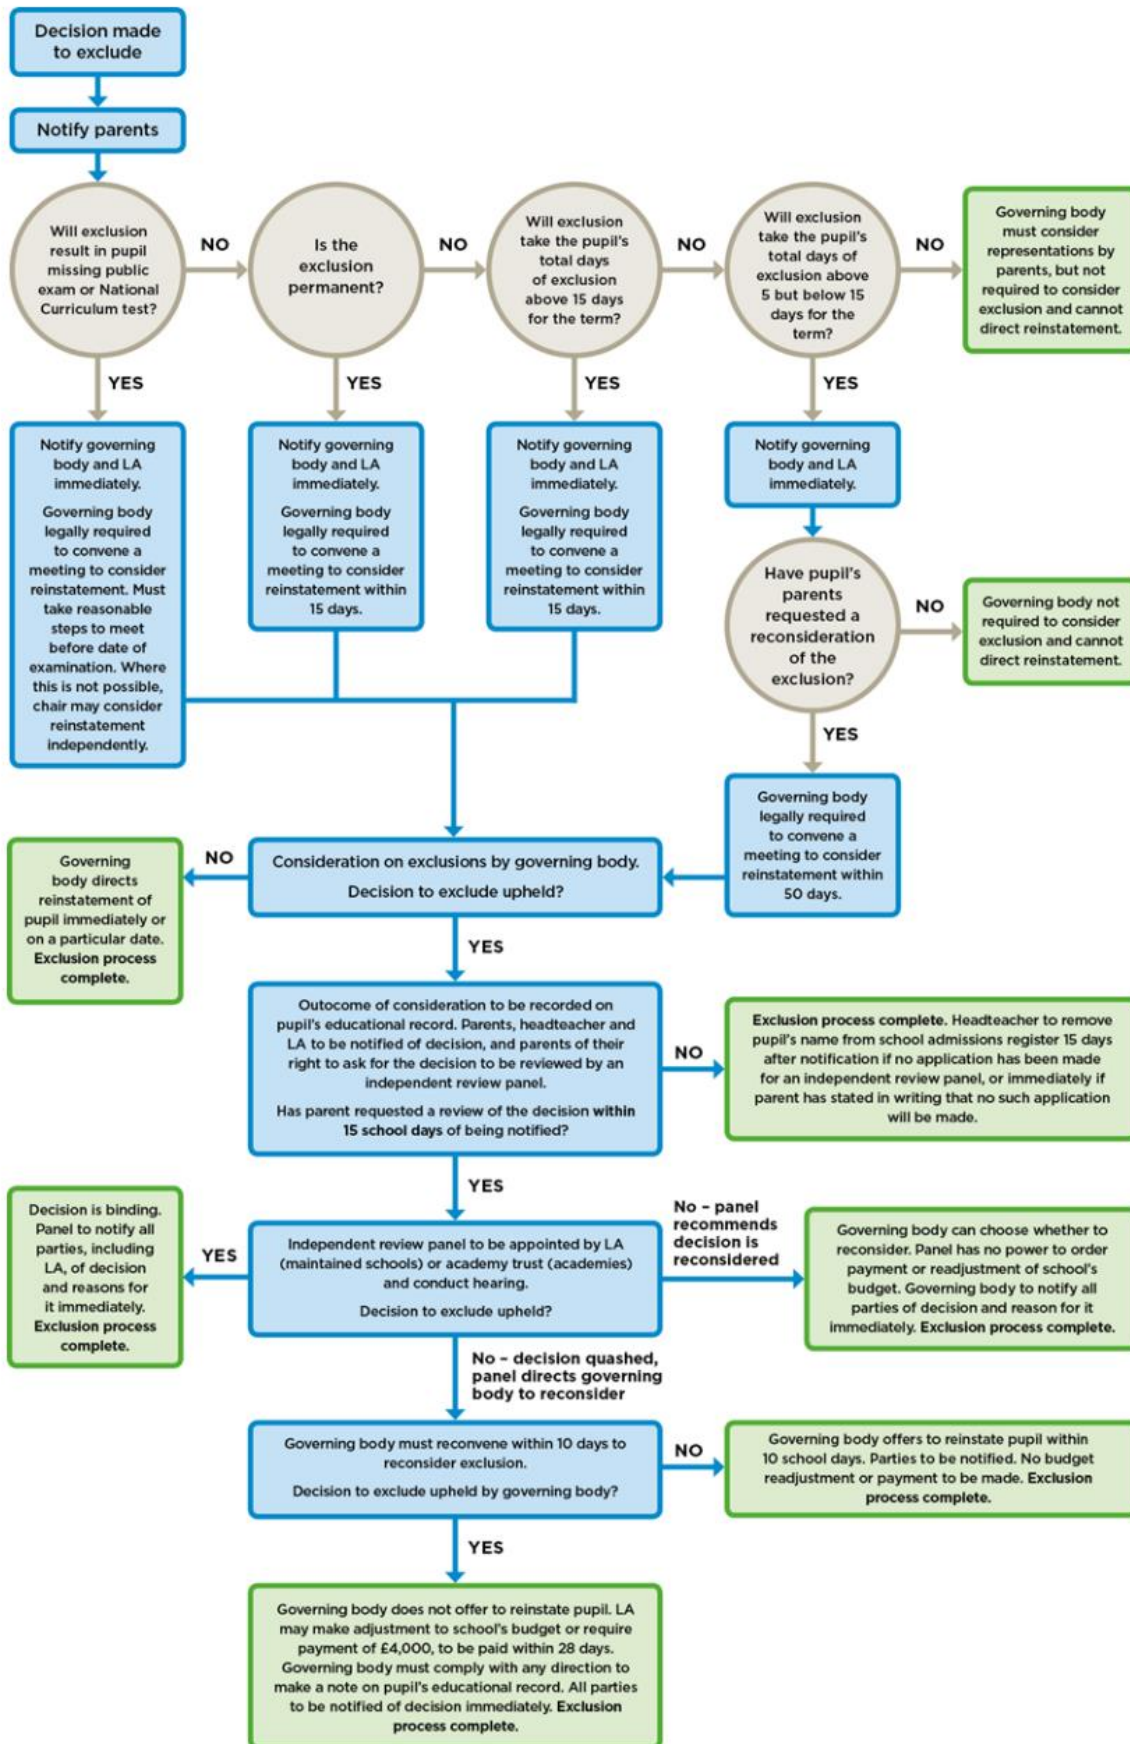 Decision made
to exclude
Notify parents
Will exclusion
result in pupil
missing public
exam or National
Curriculum test?
NO
Is the
exclusion
permanent?
NO
Will exclusion
take the pupil's
total days
of exclusion
above 15 days
for the term?
NO
Will exclusion
take the pupil's
total days of
exclusion above
5 but below 15
days for the
term?
NO
Governing body
must consider
representations by
parents, but not
required to consider
exclusion and cannot
direct reinstatement.
YES
YES
YES
YES
Notify governing
body and LA
immediately.
Governing body
legally required
to convene a
meeting to consider
reinstatement. Must
take reasonable
steps to meet
before date of
examination. Where
this is not possible,
chair may consider
reinstatement
independently.
Notify governing
body and LA
immediately.
Governing body
legally required
to convene a
meeting to consider
reinstatement within
15 days.
Notify governing
body and LA
immediately.
Governing body
legally required
to convene a
meeting to consider
reinstatement within
15 days.
Notify governing
body and LA
immediately.
Have pupil's
parents
requested a
reconsideration
of the
exclusion?
NO
Governing body not
required to consider
exclusion and cannot
direct reinstatement.
YES
Governing body
legally required
to convene a
meeting to consider
reinstatement within
50 days.
Consideration on exclusions by governing body.
Decision to exclude upheld?
NO
Governing
body directs
reinstatement of
pupil immediately or
on a particular date.
Exclusion process
complete.
YES
Outocome of consideration to be recorded on
pupil's educational record. Parents, headteacher and
LA to be notified of decision, and parents of their
right to ask for the decision to be reviewed by an
independent review panel.
Has parent requested a review of the decision within
15 school days of being notified?
NO
Exclusion process complete. Headteacher to remove
pupil's name from school admissions register 15 days
after notification if no application has been made
for an independent review panel, or immediately if
parent has stated in writing that no such application
will be made.
YES
Independent review panel to be appointed by LA
(maintained schools) or academy trust (academies)
and conduct hearing.
Decision to exclude upheld?
YES
Decision is binding.
Panel to notify all
parties, including
LA, of decision
and reasons for
it immediately.
Exclusion process
complete.
No – panel
recommends
decision is
reconsidered
Governing body can choose whether to
reconsider. Panel has no power to order
payment or readjustment of school's
budget. Governing body to notify all
parties of decision and reason for it
immediately. Exclusion process complete.
No – decision quashed,
panel directs governing
body to reconsider
Governing body must reconvene within 10 days to
reconsider exclusion.
Decision to exclude upheld by governing body?
NO
Governing body offers to reinstate pupil within
10 school days. Parties to be notified. No budget
readjustment or payment to be made. Exclusion
process complete.
YES
Governing body does not offer to reinstate pupil. LA
may make adjustment to school's budget or require
payment of £4,000, to be paid within 28 days.
Governing body must comply with any direction to
make a note on pupil's educational record. All parties
to be notified of decision immediately. Exclusion
process complete.